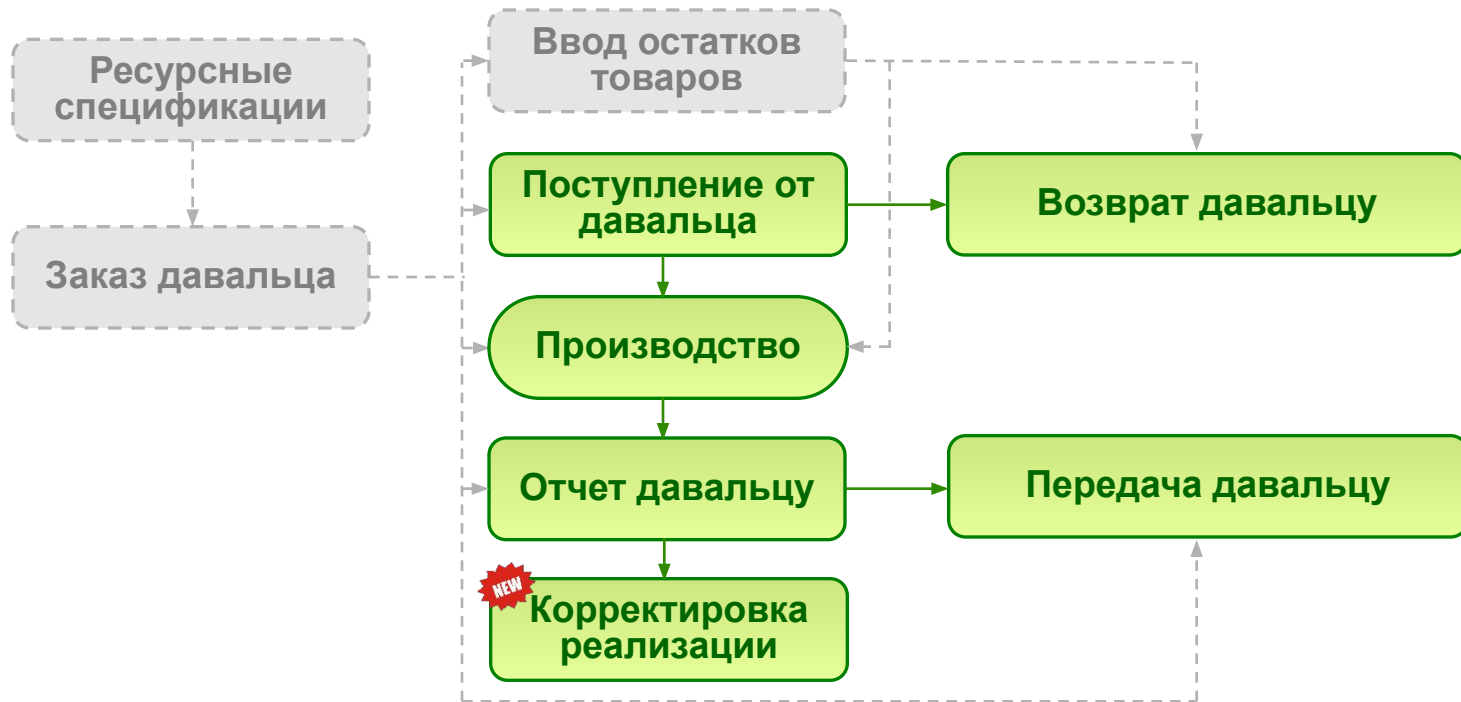 Ввод остатков
товаров
Ресурсные
спецификации
Поступление от
давальца
Возврат давальцу
Заказ давальца
Производство
Отчет давальцу
Передача давальцу
NEW
Корректировка
реализации